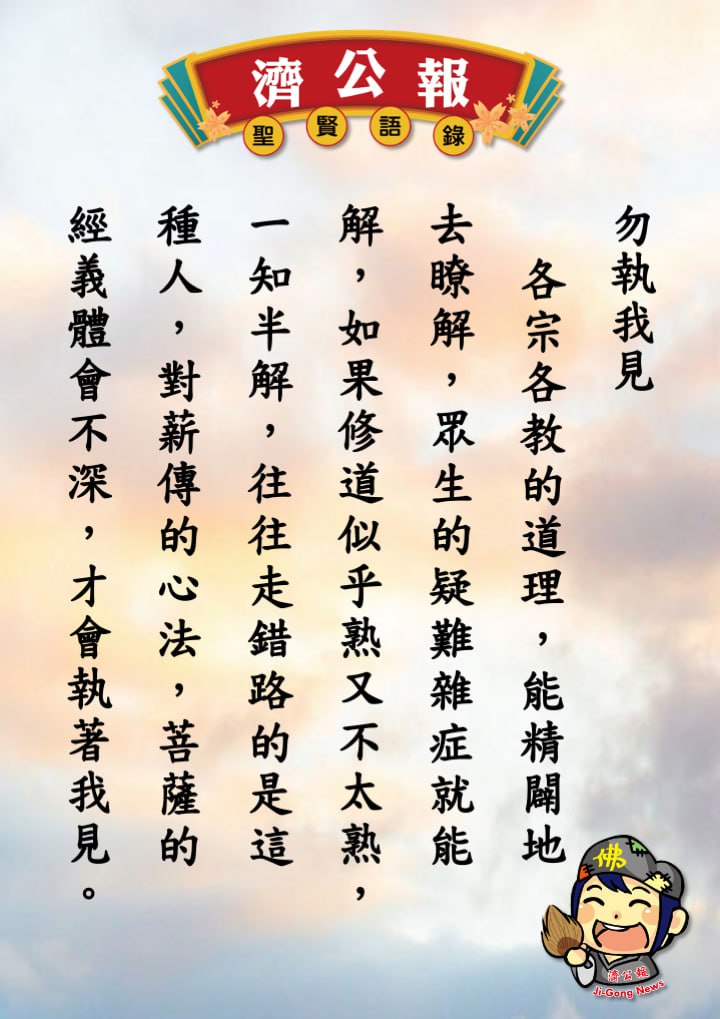 濟公報
聖賢語錄
勿執我見
各宗各教的道理，能精闢地
去瞭解，眾生的疑難雜症就能
解，如果修道似乎熟又不太熟，
一知半解，往往走錯路的是這
種人，對薪傳的心法，菩薩的
經義體會不深，才會執著我見。
佛
濟公報
Ji-Gong News